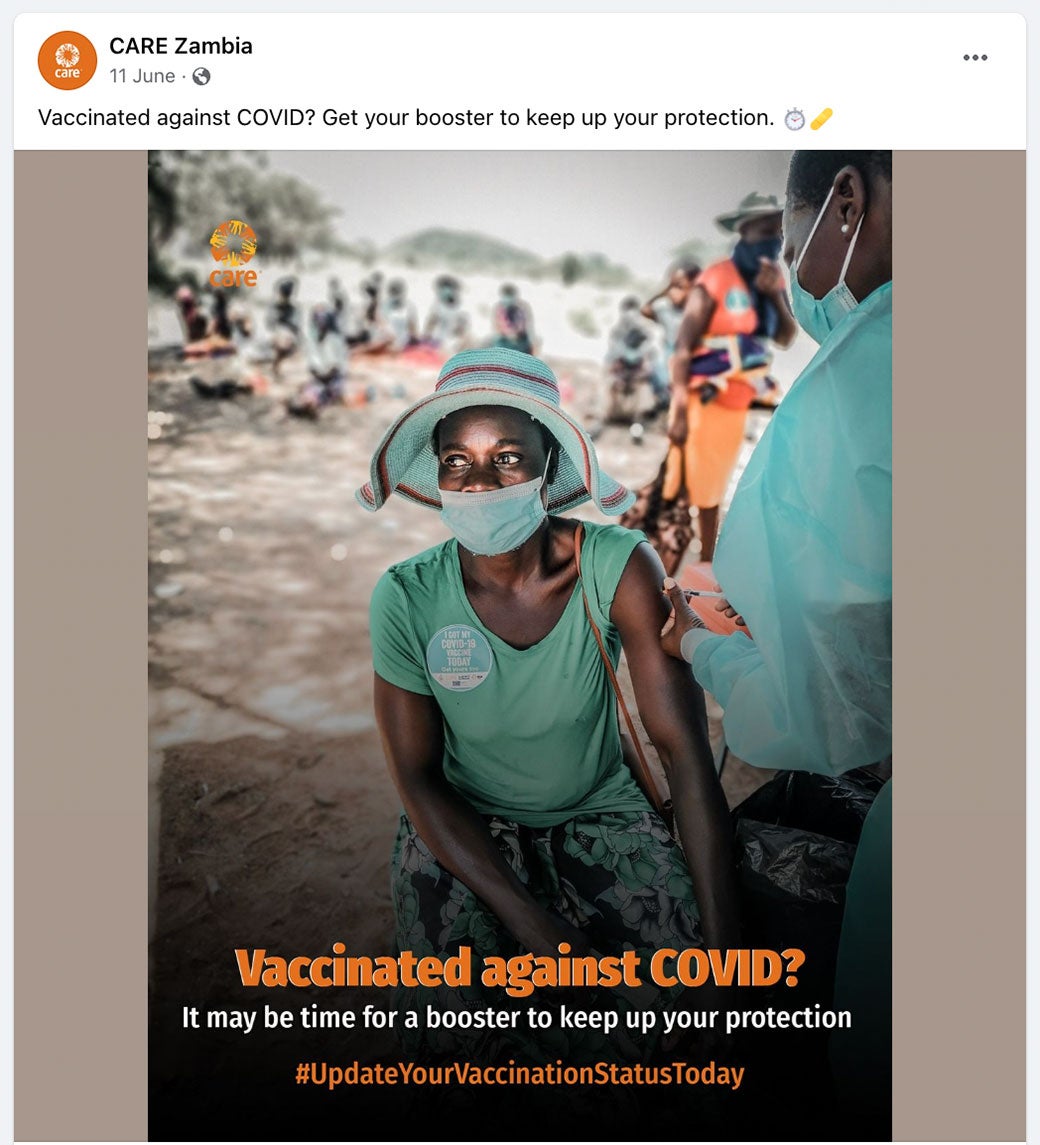 care
CARE Zambia
11 June ·
Vaccinated against COVID? Get your booster to keep up your protection. ⏱️🩹
care
I GOT MY
COVID-19
VACCINE
TODAY
Vaccinated against COVID?
It may be time for a booster to keep up your protection
#UpdateYourVaccinationStatusToday